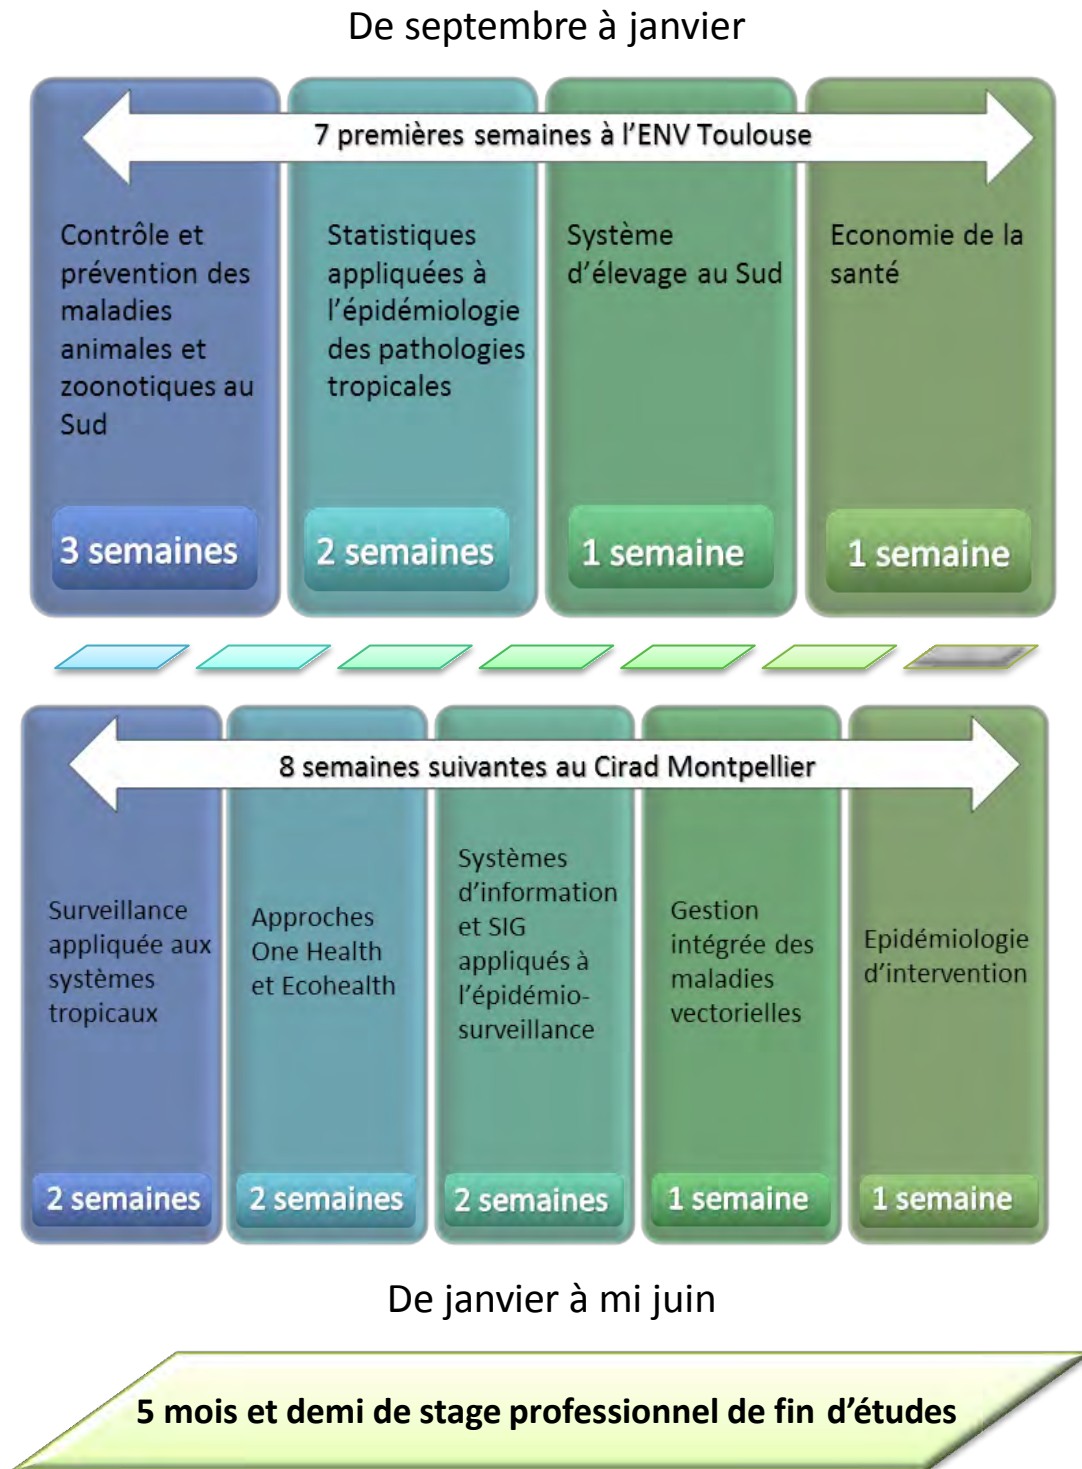 De septembre à janvier
7 premières semaines à l'ENV Toulouse
Contrôle et
prévention des
maladies
animales et
zoonotiques au
Sud
3 semaines
Statistiques
appliquées à
l'épidémiologie
des pathologies
tropicales
2 semaines
Système
d'élevage au Sud
1 semaine
Economie de la
santé
1 semaine
8 semaines suivantes au Cirad Montpellier
Surveillance
appliquée aux
systèmes
tropicaux
2 semaines
Approches
One Health
et Ecohealth
2 semaines
Systèmes
d'information
et SIG
appliqués à
l'épidémio-
surveillance
2 semaines
Gestion
intégrée des
maladies
vectorielles
1 semaine
Epidémiologie
d'intervention
1 semaine
De janvier à mi juin
5 mois et demi de stage professionnel de fin d'études